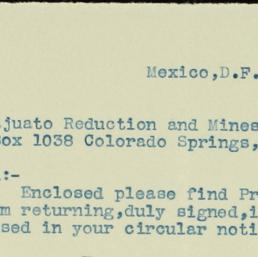 Mexico,D.F.
juato Reduction and Mines
ox 1038 Colorado Springs,
:-
Enclosed please find Pr
m returning,duly signed,i
sed in your circular noti